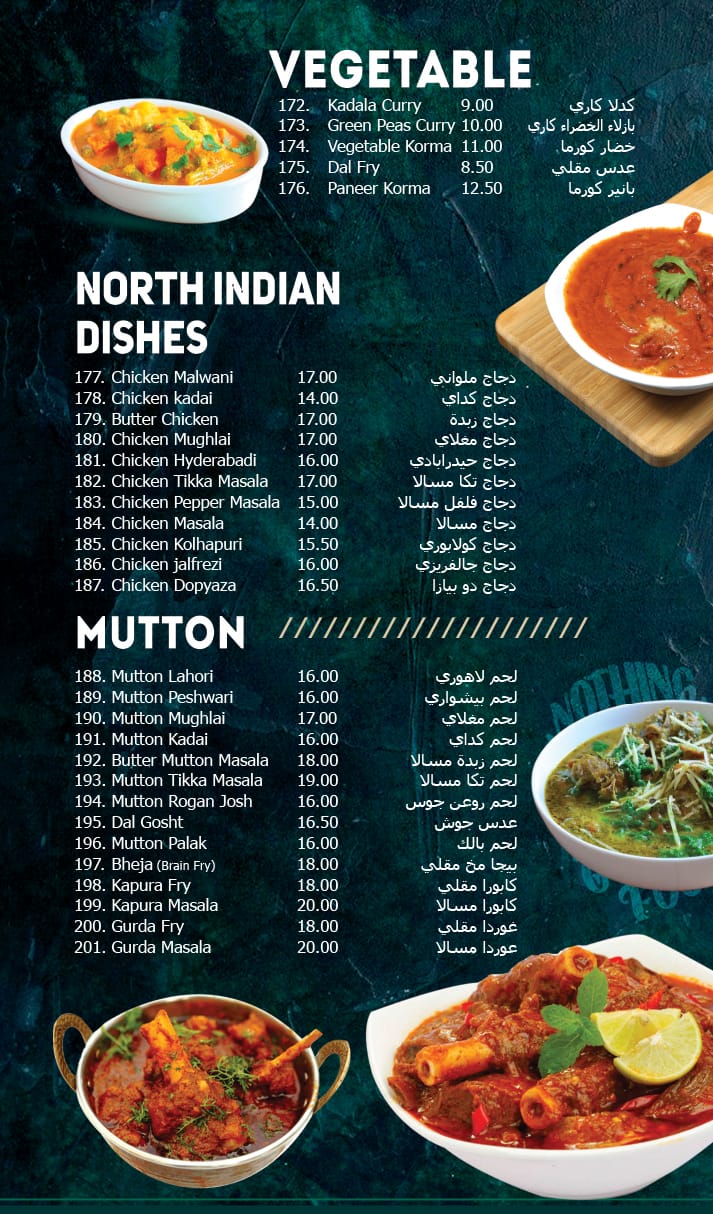 VEGETABLE
172. Kadala Curry 9.00 كدلا كاري
173. Green Peas Curry 10.00 بازلاء الخضراء كاري
174. Vegetable Korma 11.00 خضار كورما
175. Dal Fry 8.50 عدس مقلي
176. Paneer Korma 12.50 بانير كورما
NORTH INDIAN
DISHES
177. Chicken Malwani 17.00 دجاج ملواني
178. Chicken kadai 14.00 دجاج كداي
179. Butter Chicken 17.00 دجاج زبدة
180. Chicken Mughlai 17.00 دجاج مغلاي
181. Chicken Hyderabadi 16.00 دجاج حيدرابادي
182. Chicken Tikka Masala 17.00 دجاج تكا مسالا
183. Chicken Pepper Masala 15.00 دجاج فلفل مسالا
184. Chicken Masala 14.00 دجاج مسالا
185. Chicken Kolhapuri 15.50 دجاج كولابوري
186. Chicken jalfrezi 16.00 دجاج جالفريزي
187. Chicken Dopyaza 16.50 دجاج دو بيازا
MUTTON
188. Mutton Lahori 16.00 لحم لاهوري
189. Mutton Peshwari 16.00 لحم بيشواري
190. Mutton Mughlai 17.00 لحم مغلاي
191. Mutton Kadai 16.00 لحم كداي
192. Butter Mutton Masala 18.00 لحم زبدة مسالا
193. Mutton Tikka Masala 19.00 لحم تكا مسالا
194. Mutton Rogan Josh 16.00 لحم روعن جوس
195. Dal Gosht 16.50 عدس جوش
196. Mutton Palak 16.00 لحم بالك
197. Bheja (Brain Fry) 18.00 بيجا مخ مقلي
198. Kapura Fry 18.00 كابورا مقلي
199. Kapura Masala 20.00 كابورا مسالا
200. Gurda Fry 18.00 غوردا مقلي
201. Gurda Masala 20.00 عوردا مسالا
NOTHING